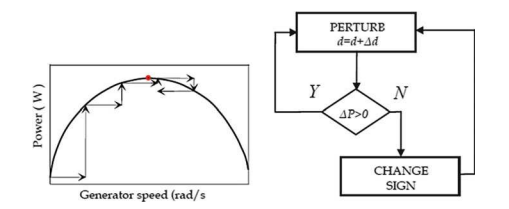 Power ( W )
Generator speed (rad/s
PERTURB
d=d+Δd
Y
N
ΔP>0
CHANGE
SIGN